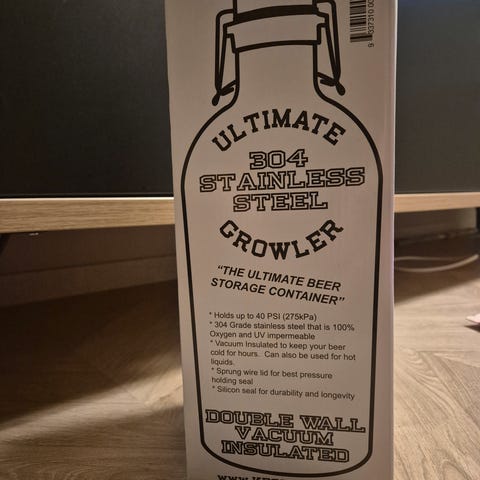 ULTIMATE
304
STAINLESS
STEEL
GROWLER
"THE ULTIMATE BEER
STORAGE CONTAINER"
* Holds up to 40 PSI (275kPa)
* 304 Grade stainless steel that is 100%
Oxygen and UV impermeable
* Vacuum Insulated to keep your beer
cold for hours. Can also be used for hot
liquids.
* Sprung wire lid for best pressure
holding seal
* Silicon seal for durability and longevity
DOUBLE WALL
VACUUM
INSULATED